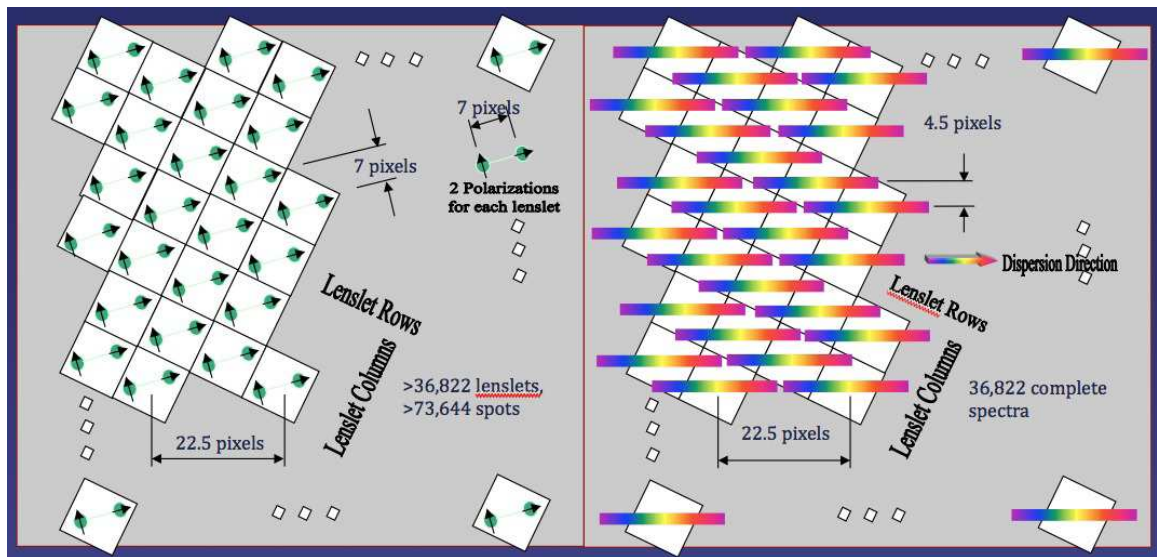 7 pixels
7 pixels
2 Polarizations
for each lenslet
Lenslet Rows
Lenslet Columns
>36,822 lenslets,
>73,644 spots
22.5 pixels
4.5 pixels
Dispersion Direction
Lenslet Rows
Lenslet Columns
36,822 complete
spectra
22.5 pixels